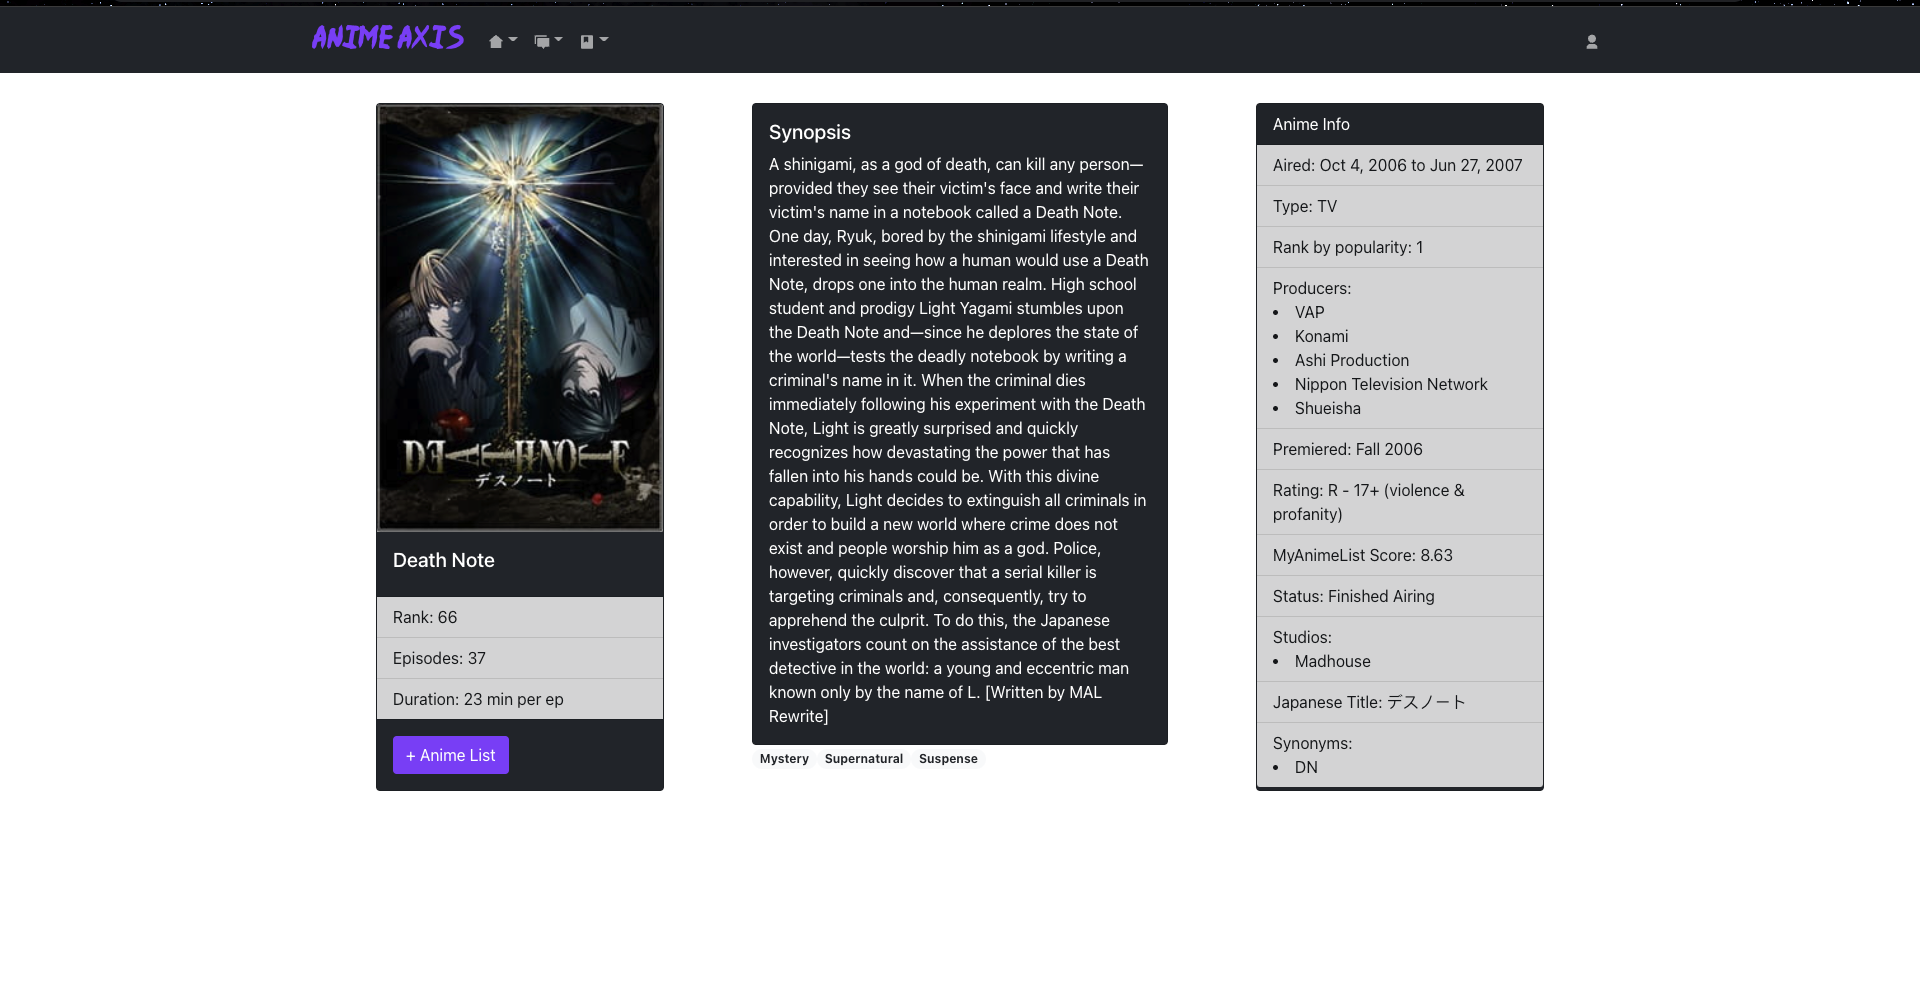 ANIME AXIS
DEATH NOTE
デスノート
Death Note
Rank: 66
Episodes: 37
Duration: 23 min per ep
+ Anime List
Synopsis
A shinigami, as a god of death, can kill any person—
provided they see their victim's face and write their
victim's name in a notebook called a Death Note.
One day, Ryuk, bored by the shinigami lifestyle and
interested in seeing how a human would use a Death
Note, drops one into the human realm. High school
student and prodigy Light Yagami stumbles upon
the Death Note and—since he deplores the state of
the world—tests the deadly notebook by writing a
criminal's name in it. When the criminal dies
immediately following his experiment with the Death
Note, Light is greatly surprised and quickly
recognizes how devastating the power that has
fallen into his hands could be. With this divine
capability, Light decides to extinguish all criminals in
order to build a new world where crime does not
exist and people worship him as a god. Police,
however, quickly discover that a serial killer is
targeting criminals and, consequently, try to
apprehend the culprit. To do this, the Japanese
investigators count on the assistance of the best
detective in the world: a young and eccentric man
known only by the name of L. [Written by MAL
Rewrite]
Mystery Supernatural Suspense
Anime Info
Aired: Oct 4, 2006 to Jun 27, 2007
Type: TV
Rank by popularity: 1
Producers:
• VAP
• Konami
• Ashi Production
• Nippon Television Network
• Shueisha
Premiered: Fall 2006
Rating: R - 17+ (violence &
profanity)
MyAnimeList Score: 8.63
Status: Finished Airing
Studios:
• Madhouse
Japanese Title: デスノート
Synonyms:
• DN